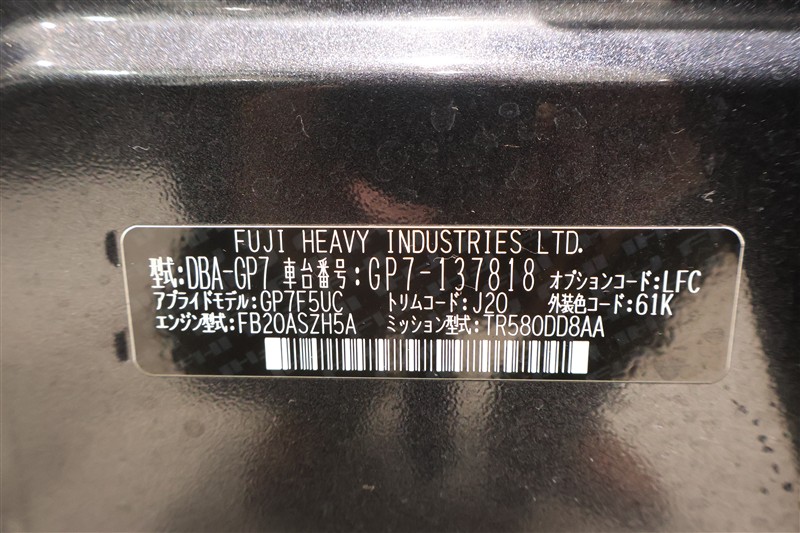 FUJI HEAVY INDUSTRIES LTD.
型式:DBA-GP7 車台番号:GP7-137818 オプションコード:LFC
アプライドモデル:GP7F5UC トリムコード:J20 外装色コード:61K
エンジン型式:FB20ASZH5A ミッション型式:TR580DD8AA